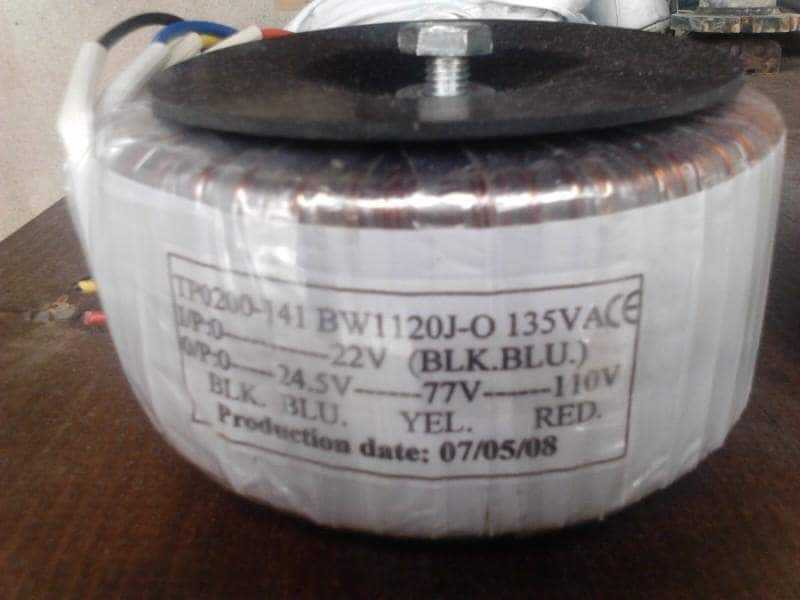 TP0200-141 BW1120J-O 135VA CE
I/P:0--------22V (BLK.BLU.)
O/P:0----24.5V-----77V-----110V
BLK. BLU. YEL. RED.
Production date: 07/05/08